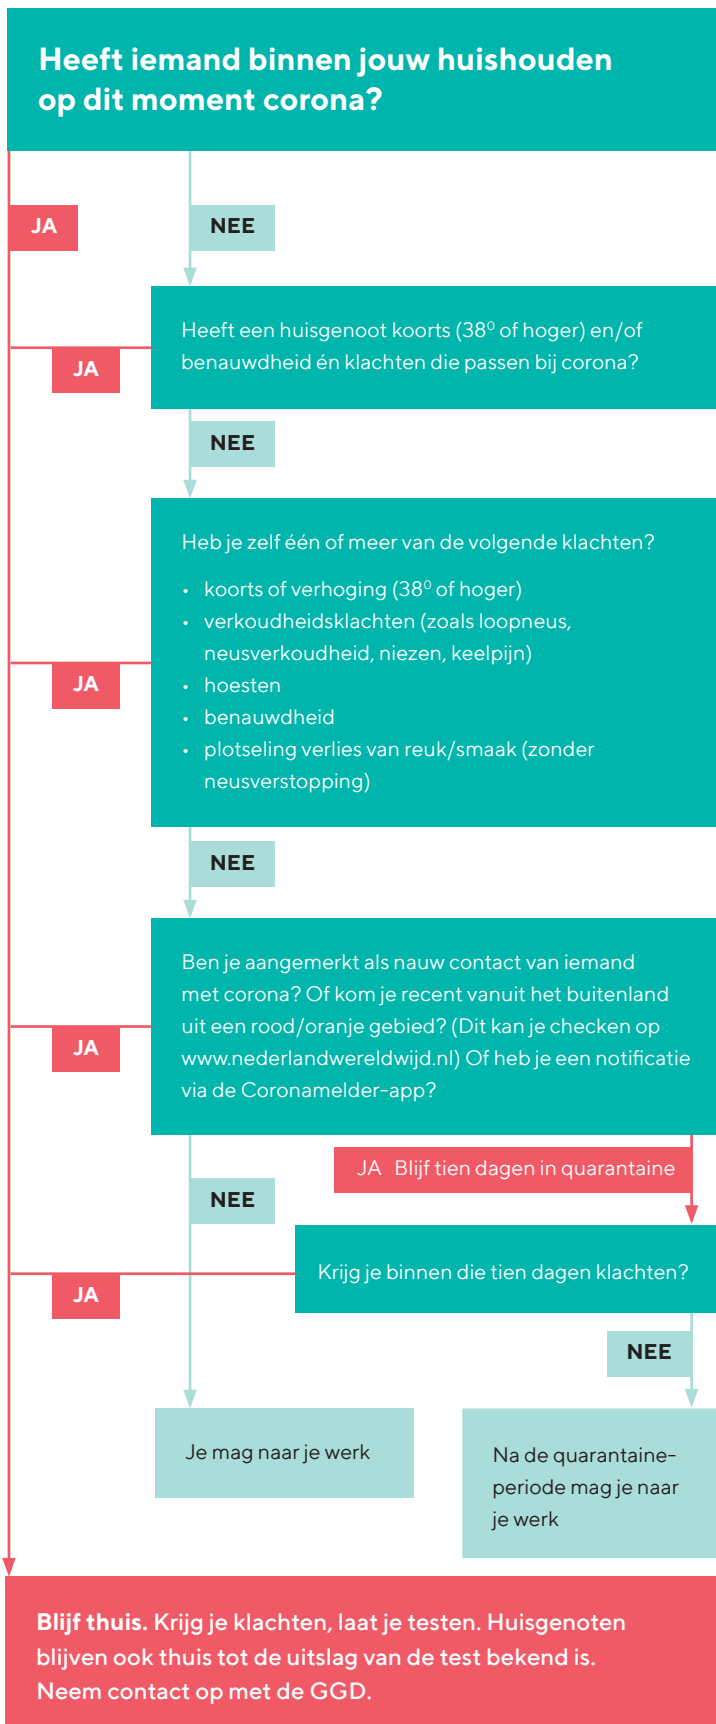 Heeft iemand binnen jouw huishouden
op dit moment corona?
JA
NEE
Heeft een huisgenoot koorts (38⁰ of hoger) en/of
benauwdheid én klachten die passen bij corona?
JA
NEE
Heb je zelf één of meer van de volgende klachten?
• koorts of verhoging (38⁰ of hoger)
• verkoudheidsklachten (zoals loopneus,
neusverkoudheid, niezen, keelpijn)
• hoesten
• benauwdheid
• plotseling verlies van reuk/smaak (zonder
neusverstopping)
JA
NEE
Ben je aangemerkt als nauw contact van iemand
met corona? Of kom je recent vanuit het buitenland
uit een rood/oranje gebied? (Dit kan je checken op
www.nederlandwereldwijd.nl) Of heb je een notificatie
via de Coronamelder-app?
JA
JA Blijf tien dagen in quarantaine
NEE
Krijg je binnen die tien dagen klachten?
JA
NEE
Je mag naar je werk
Na de quarantaine-
periode mag je naar
je werk
Blijf thuis. Krijg je klachten, laat je testen. Huisgenoten
blijven ook thuis tot de uitslag van de test bekend is.
Neem contact op met de GGD.